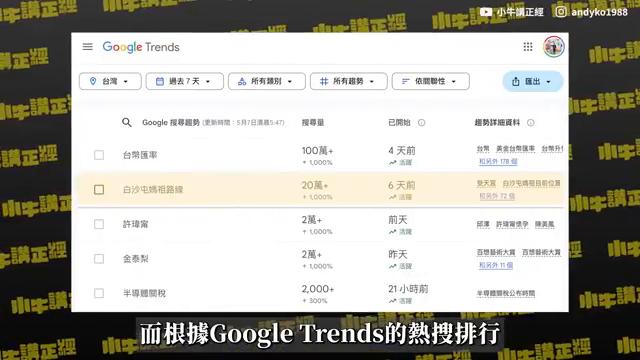 小牛講正經 andyko1988
Google Trends
台灣 過去 7 天 所有類別 所有趨勢 依關聯性 匯出
Google 搜尋趨勢 (更新時間：5月7日清晨5:47) 搜尋量 已開始 趨勢詳細資料
台幣匯率 100萬+ 4 天前 台幣 美金台幣匯率 台幣升值
↑ 1,000% 活躍 和另外 178 個
白沙屯媽祖路線 20萬+ 6 天前 白沙屯媽祖目前位置
↑ 1,000% 活躍 和另外 72 個
許瑋甯 2萬+ 前天 邱澤 許瑋甯懷孕 陳美鳳
↑ 1,000% 活躍
金泰梨 2萬+ 昨天 百想藝術大賞 百想藝術大賞
↑ 1,000% 活躍 和另外 11 個
半導體關稅 2,000+ 21 小時前 半導體關稅公布時間
↑ 300% 活躍
而根據Google Trends的熱搜排行